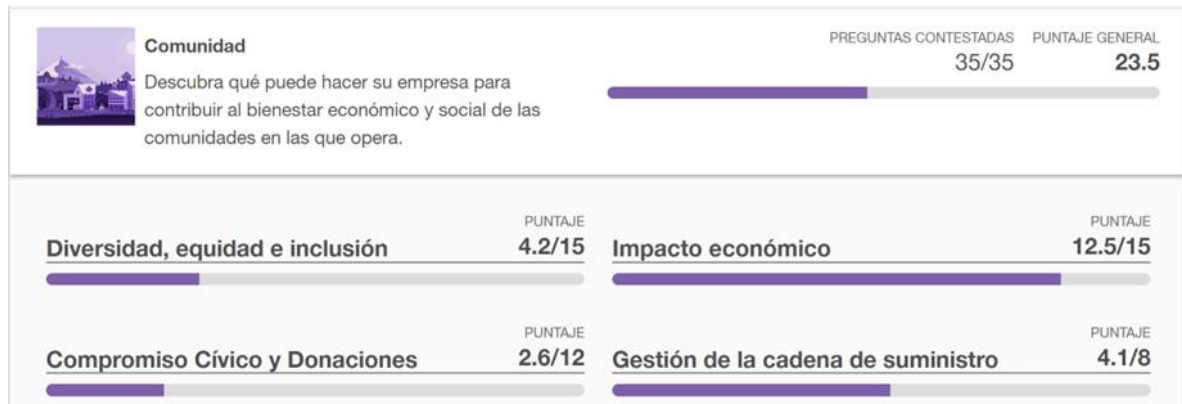 Comunidad
Descubra qué puede hacer su empresa para
contribuir al bienestar económico y social de las
comunidades en las que opera.
PREGUNTAS CONTESTADAS PUNTAJE GENERAL
35/35 23.5
PUNTAJE
Diversidad, equidad e inclusión 4.2/15
PUNTAJE
Impacto económico 12.5/15
PUNTAJE
Compromiso Cívico y Donaciones 2.6/12
PUNTAJE
Gestión de la cadena de suministro 4.1/8